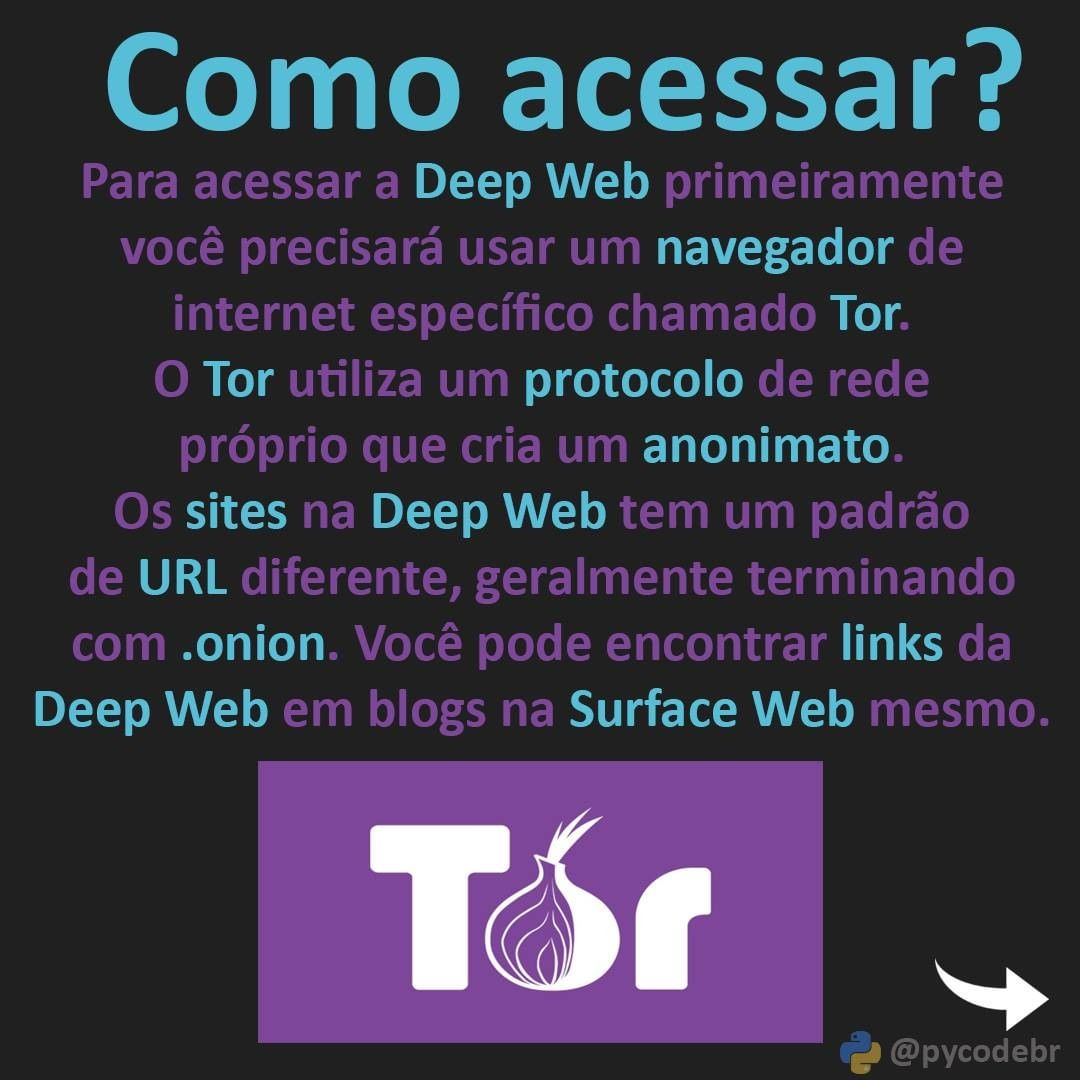 Como acessar?
Para acessar a Deep Web primeiramente
você precisará usar um navegador de
internet específico chamado Tor.
O Tor utiliza um protocolo de rede
próprio que cria um anonimato.
Os sites na Deep Web tem um padrão
de URL diferente, geralmente terminando
com .onion. Você pode encontrar links da
Deep Web em blogs na Surface Web mesmo.
Tor
@pycodebr